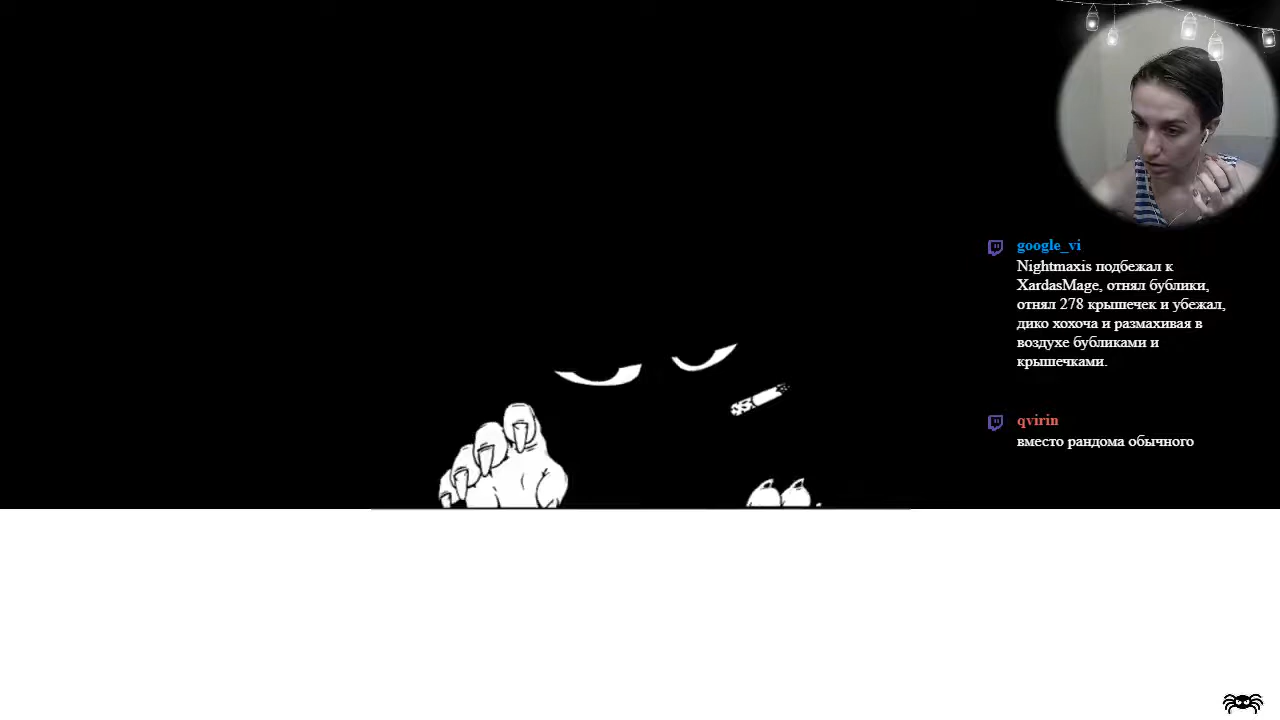 google_vi
Nightmaxis подбежал к
XardasMage, отнял бублики,
отнял 278 крышечек и убежал,
дико хохоча и размахивая в
воздухе бубликами и
крышечками.
qvirin
вместо рандома обычного